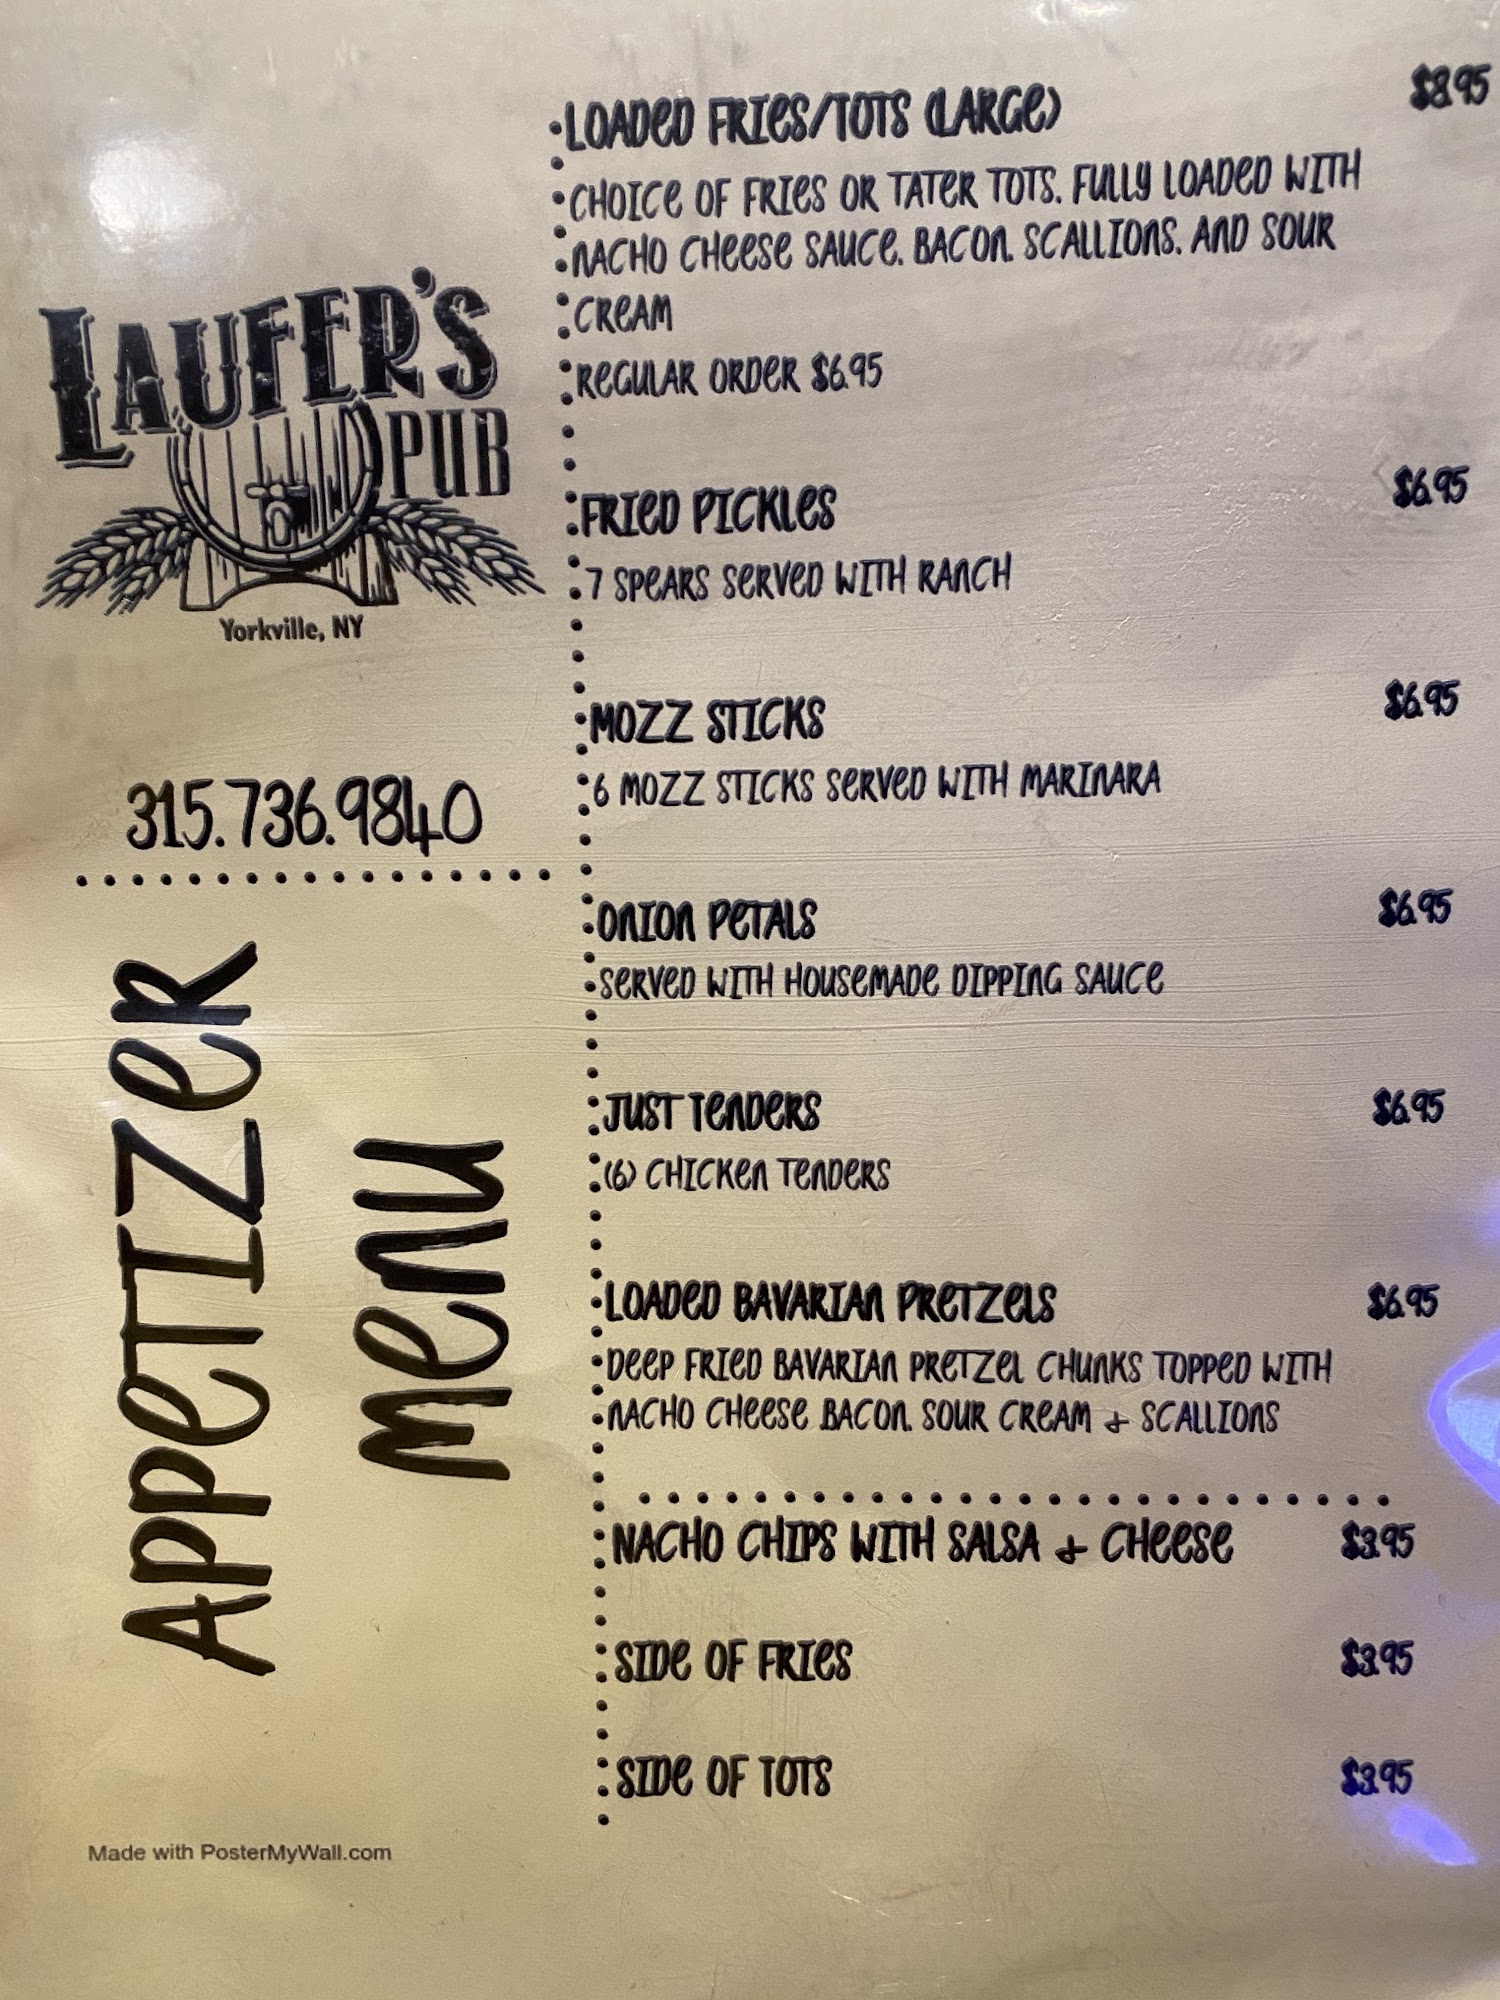 LAUFER'S
PUB
Yorkville, NY
315.736.9840
APPETIZER
MENU
LOADED FRIES/TOTS (LARGE) $8.95
CHOICE OF FRIES OR TATER TOTS. FULLY LOADED WITH
NACHO CHEESE SAUCE. BACON. SCALLIONS. AND SOUR
CREAM
REGULAR ORDER $6.95
FRIED PICKLES $6.95
7 SPEARS SERVED WITH RANCH
MOZZ STICKS $6.95
6 MOZZ STICKS SERVED WITH MARINARA
ONION PETALS $6.95
SERVED WITH HOUSEMADE DIPPING SAUCE
JUST TENDERS $6.95
(6) CHICKEN TENDERS
LOADED BAVARIAN PRETZELS $6.95
DEEP FRIED BAVARIAN PRETZEL CHUNKS TOPPED WITH
NACHO CHEESE BACON. SOUR CREAM & SCALLIONS
NACHO CHIPS WITH SALSA & CHEESE $3.95
SIDE OF FRIES $3.95
SIDE OF TOTS $3.95
Made with PosterMyWall.com